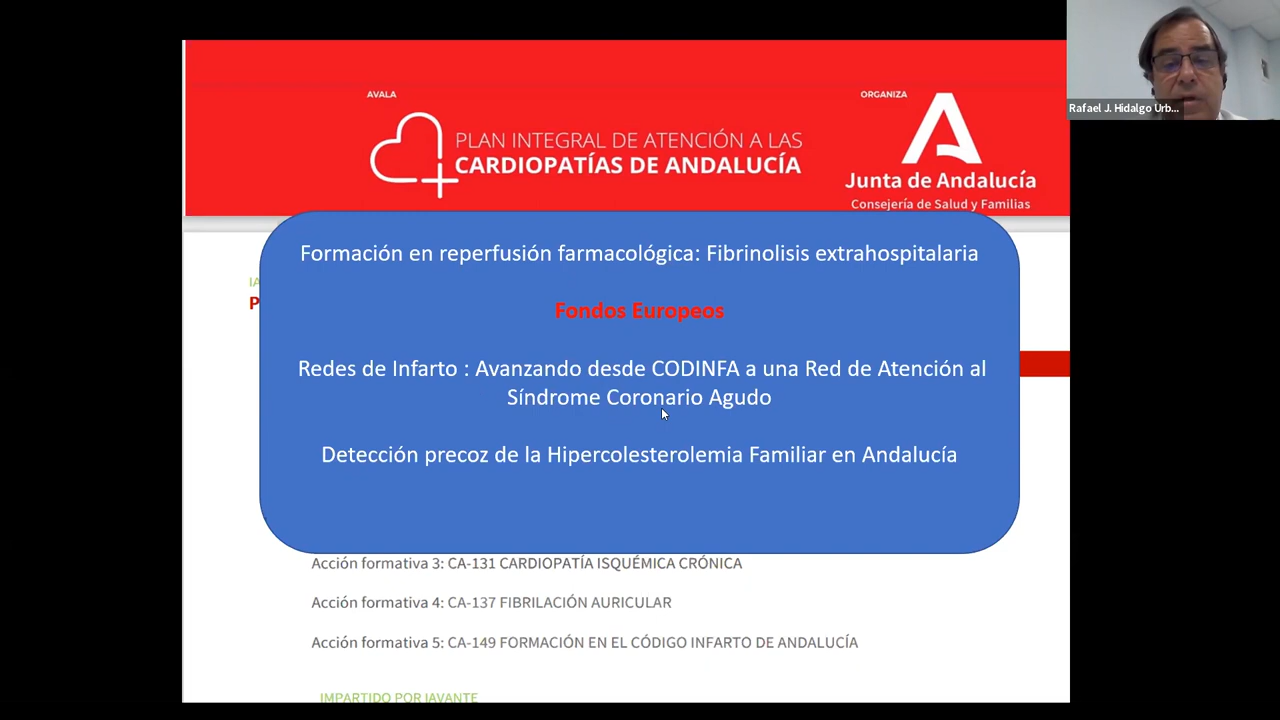 Rafael J. Hidalgo Urb...
AVALA
ORGANIZA
PLAN INTEGRAL DE ATENCIÓN A LAS
CARDIOPATÍAS DE ANDALUCÍA
Junta de Andalucía
Consejería de Salud y Familias
Formación en reperfusión farmacológica: Fibrinolisis extrahospitalaria
IA
P
Fondos Europeos
Redes de Infarto : Avanzando desde CODINFA a una Red de Atención al
Síndrome Coronario Agudo
Detección precoz de la Hipercolesterolemia Familiar en Andalucía
Acción formativa 3: CA-131 CARDIOPATÍA ISQUÉMICA CRÓNICA
Acción formativa 4: CA-137 FIBRILACIÓN AURICULAR
Acción formativa 5: CA-149 FORMACIÓN EN EL CÓDIGO INFARTO DE ANDALUCÍA
IMPARTIDO POR IAVANTE